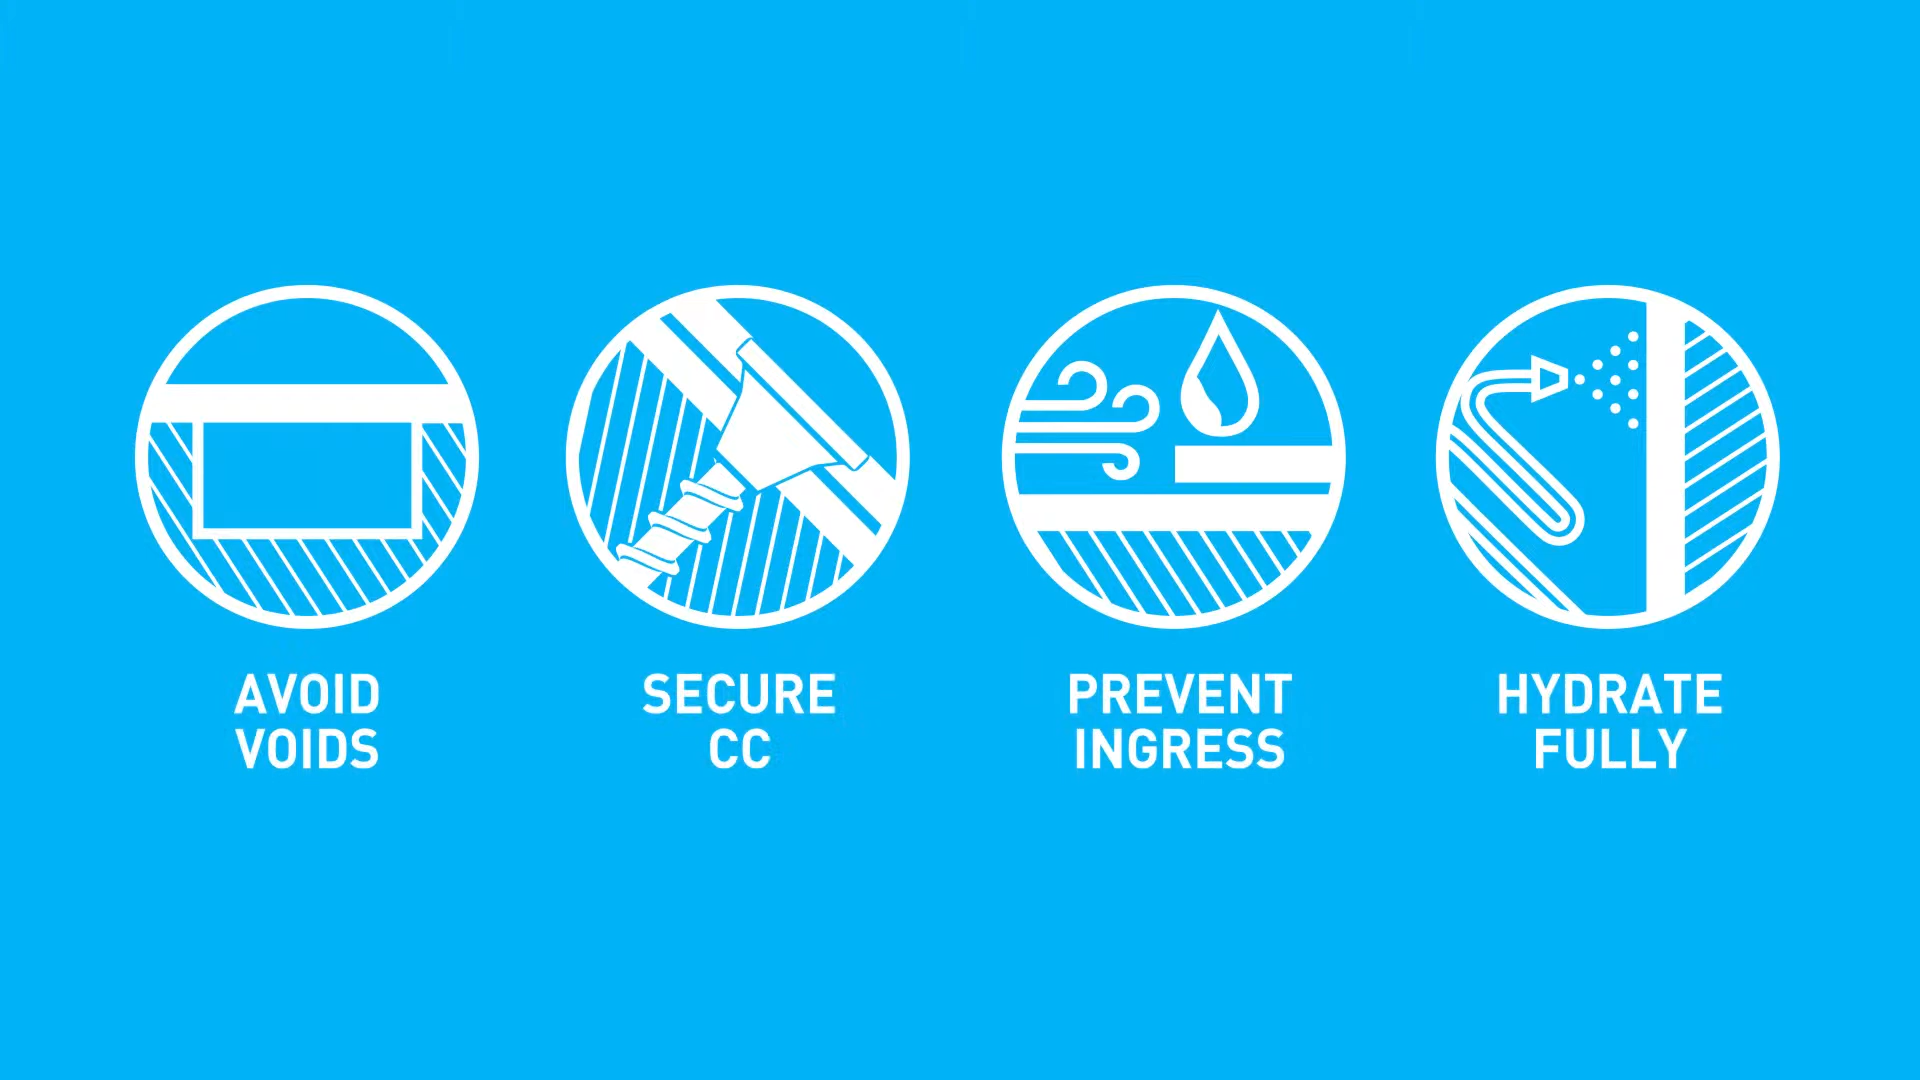 AVOID
VOIDS
SECURE
CC
PREVENT
INGRESS
HYDRATE
FULLY